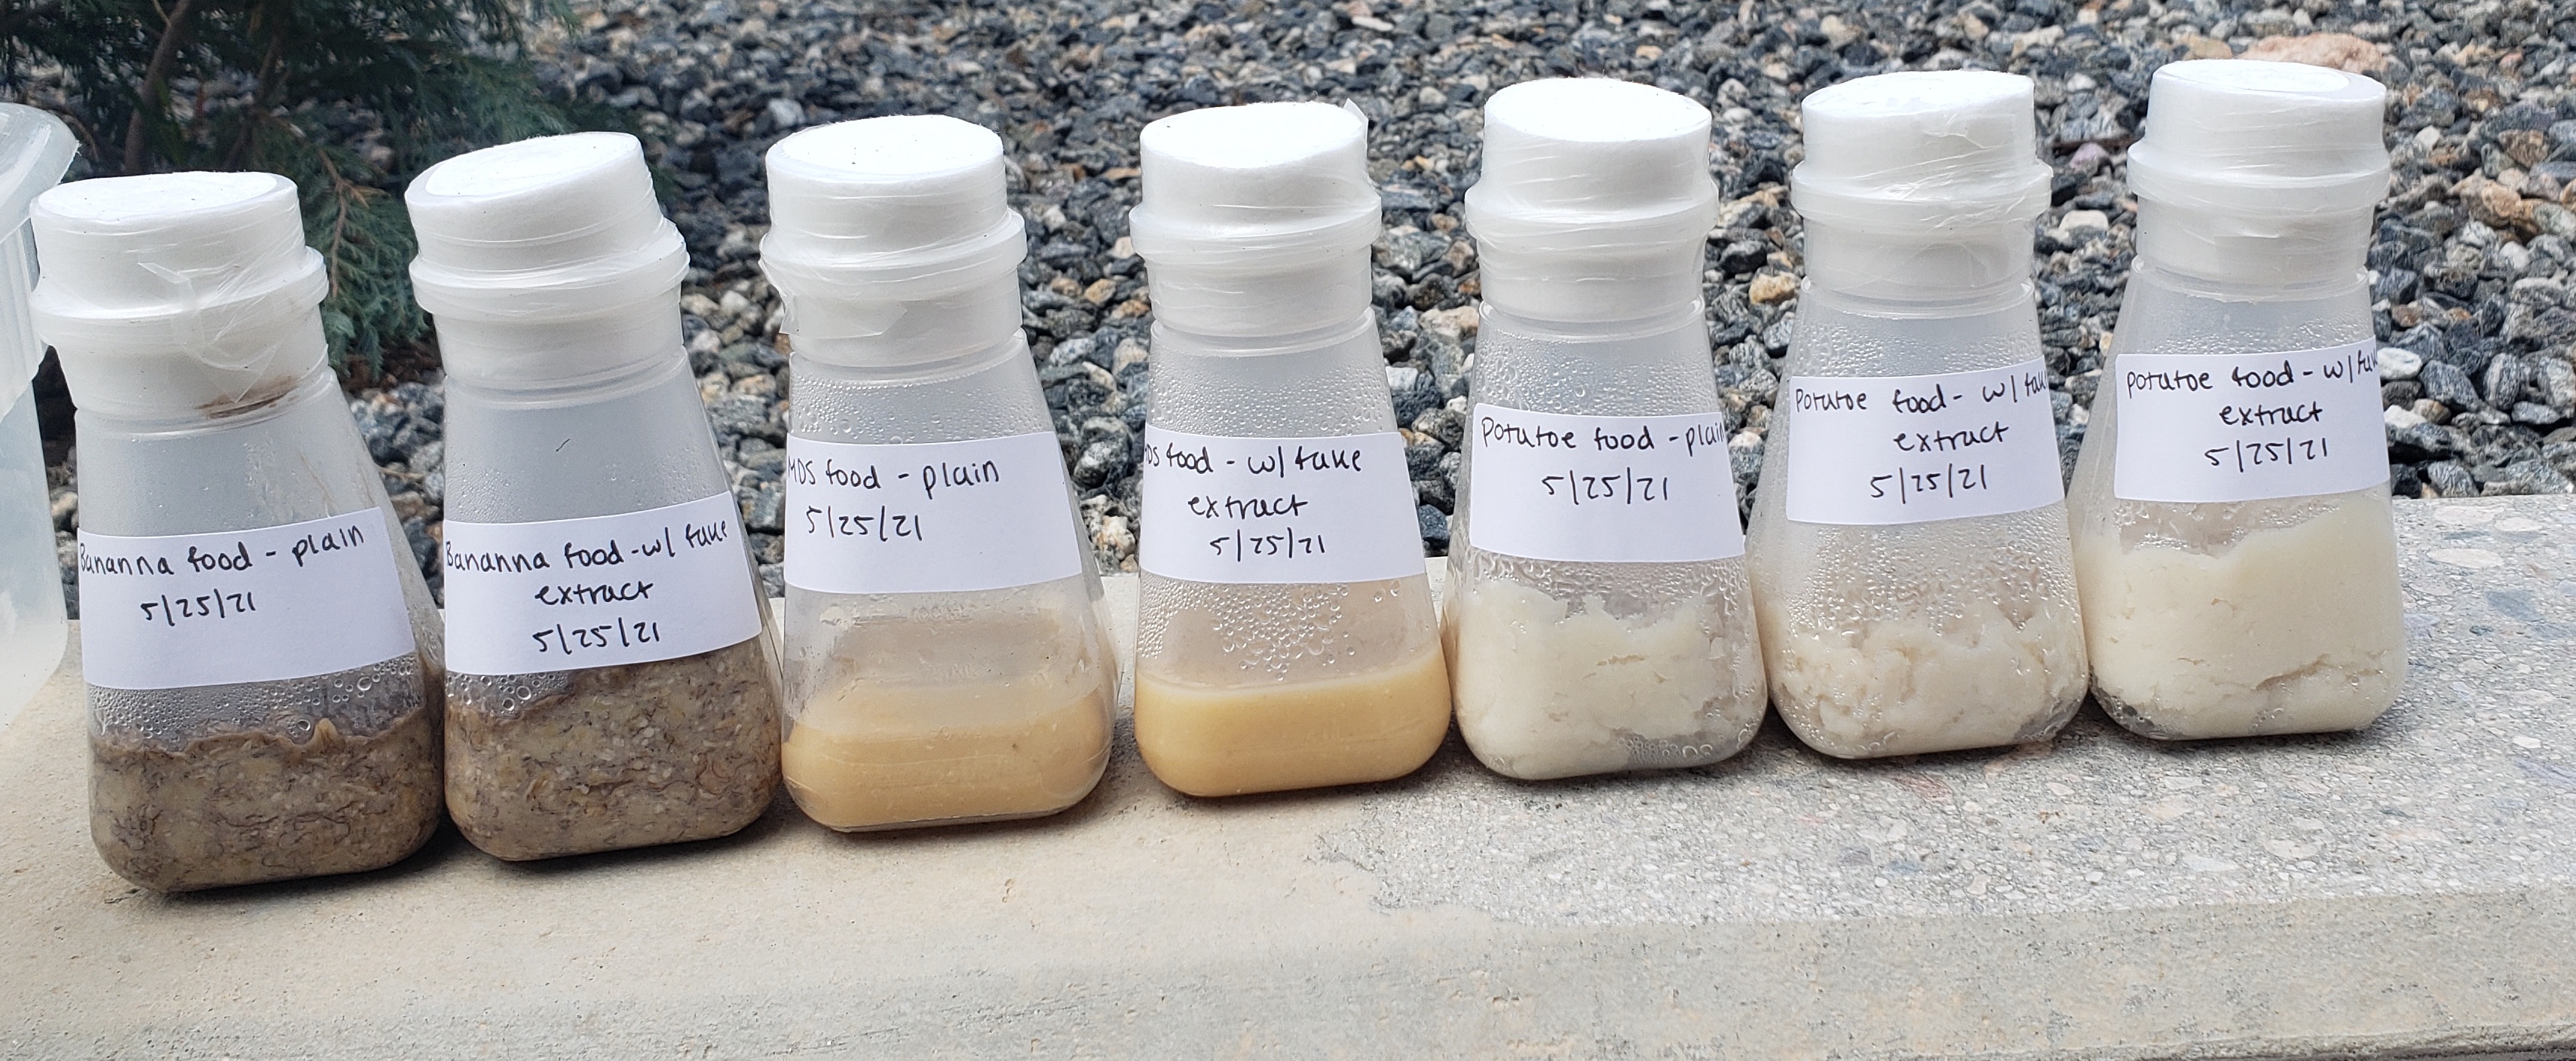 Bananna food - plain
5/25/21
Bananna food - w/ fake
extract
5/25/21
MDS food - plain
5/25/21
DS food - w/ fake
extract
5/25/21
Potatoe food - plain
5/25/21
Potatoe food - w/ fak
extract
5/25/21
potatoe food - w/ fak
extract
5/25/21